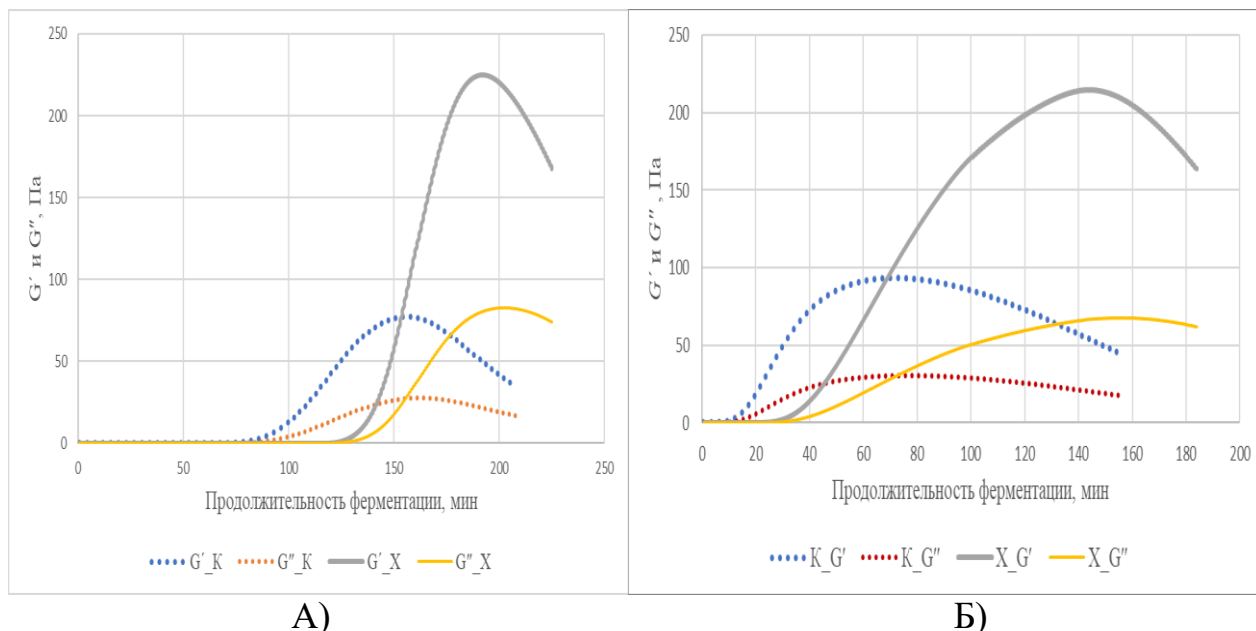 G′ и G″, Па
250
200
150
100
50
0
0 50 100 150 200 250
Продолжительность ферментации, мин
G′_К G″_К G′_Х G″_Х
А)
G′ и G″ , Па
250
200
150
100
50
0
0 20 40 60 80 100 120 140 160 180 200
Продолжительность ферментации, мин
К_G′ К_G″ Х_G′ Х_G″
Б)